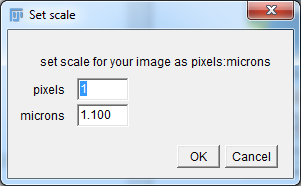 Set scale
set scale for your image as pixels:microns
pixels 1
microns 1.100
OK Cancel